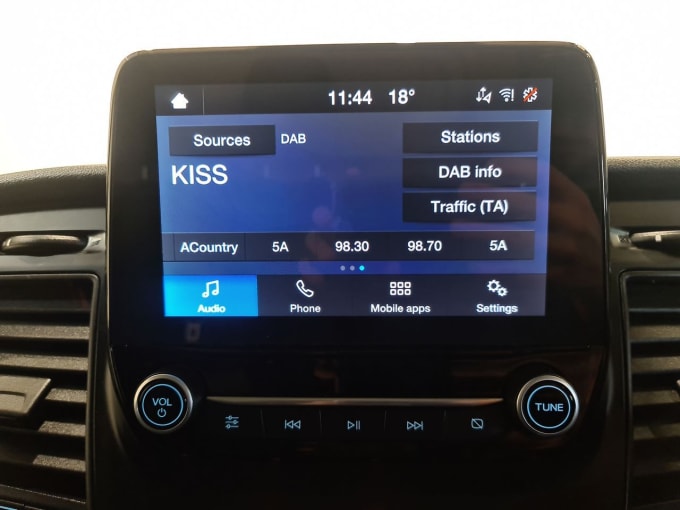 11:44 18°
Sources DAB Stations
KISS DAB info
Traffic (TA)
ACountry 5A 98.30 98.70 5A
Audio Phone Mobile apps Settings
VOL TUNE